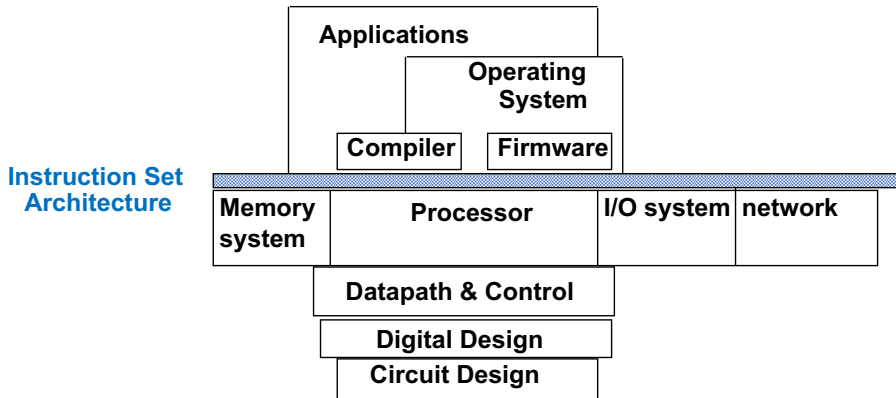 Applications
Operating
System
Compiler
Firmware
Instruction Set
Architecture
Memory
system
Processor
I/O system
network
Datapath & Control
Digital Design
Circuit Design